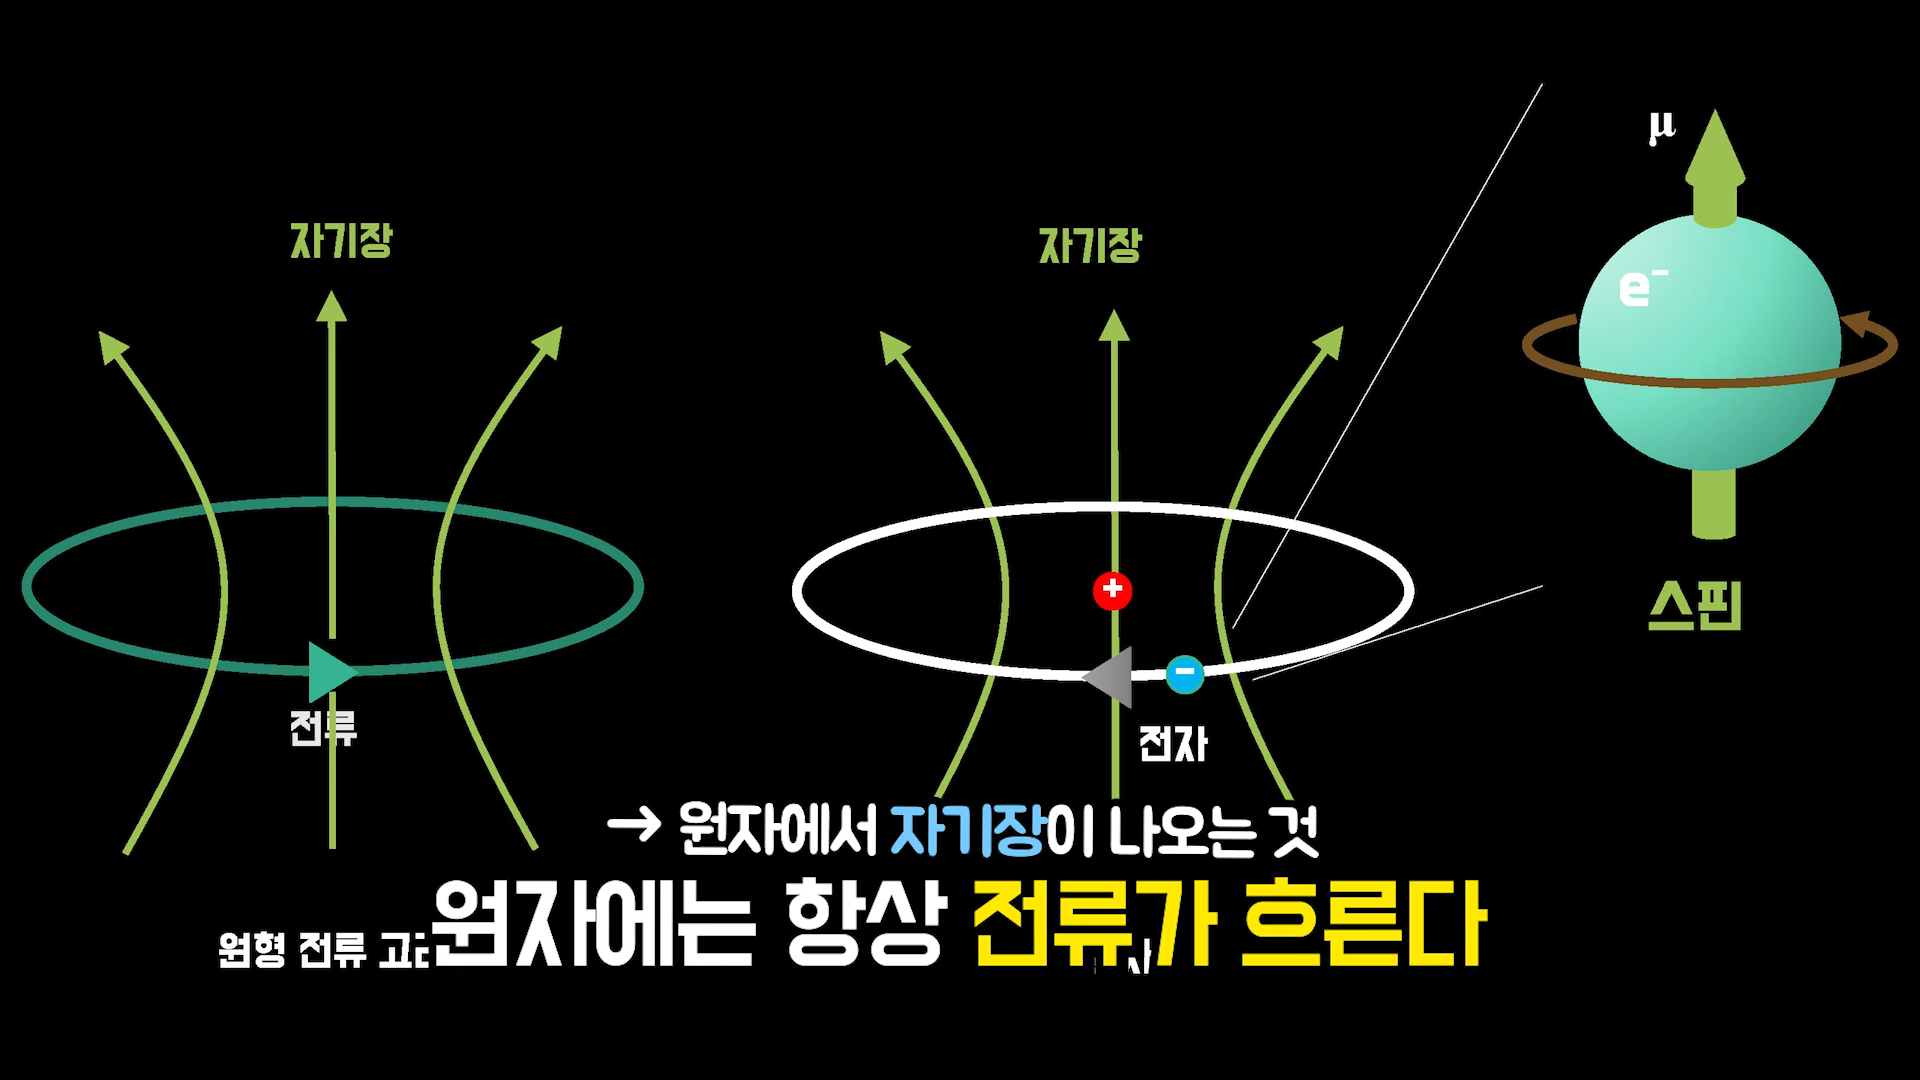 μ
자기장
자기장
e⁻
+
스핀
-
전류
전자
→ 원자에서 자기장이 나오는 것
원자에는 항상 전류가 흐른다
원형 전류